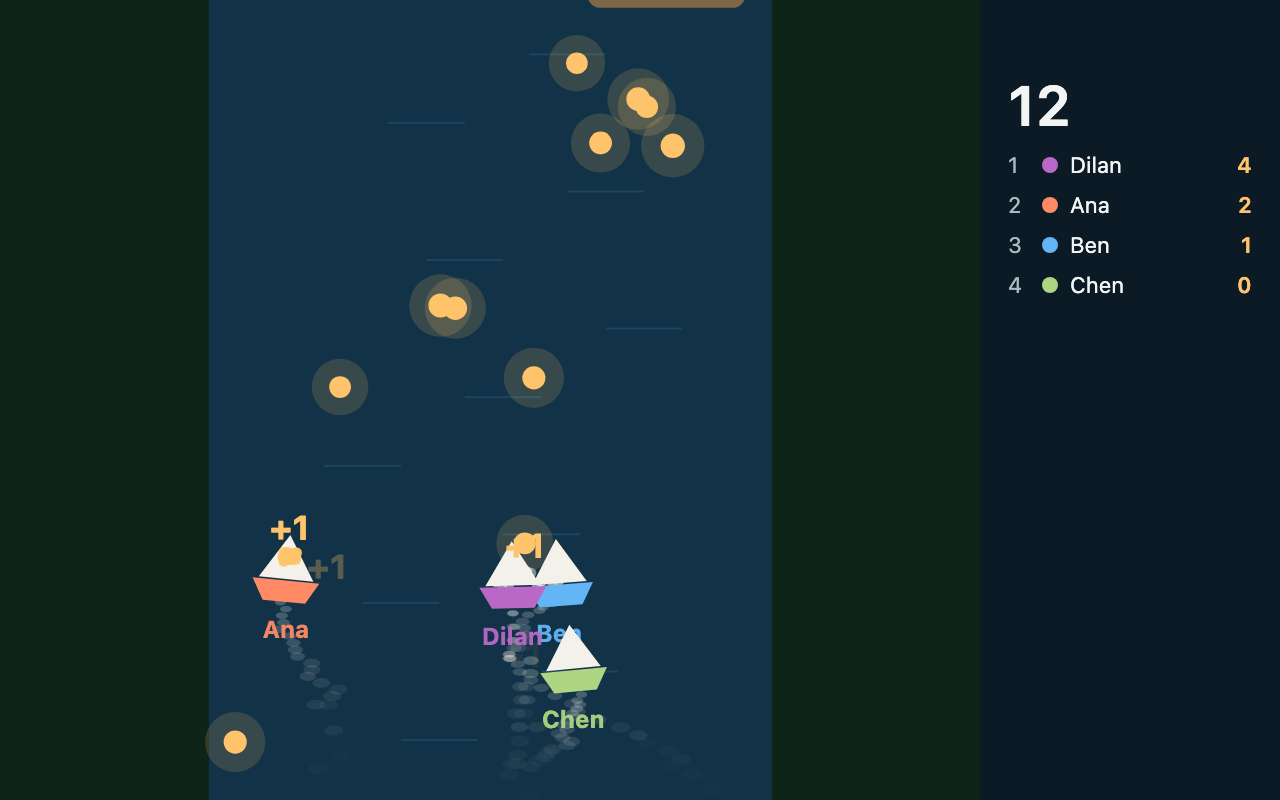 12
1 Dilan 4
2 Ana 2
3 Ben 1
4 Chen 0
+1
+1
+1
Ana
Dilan
Ben
Chen